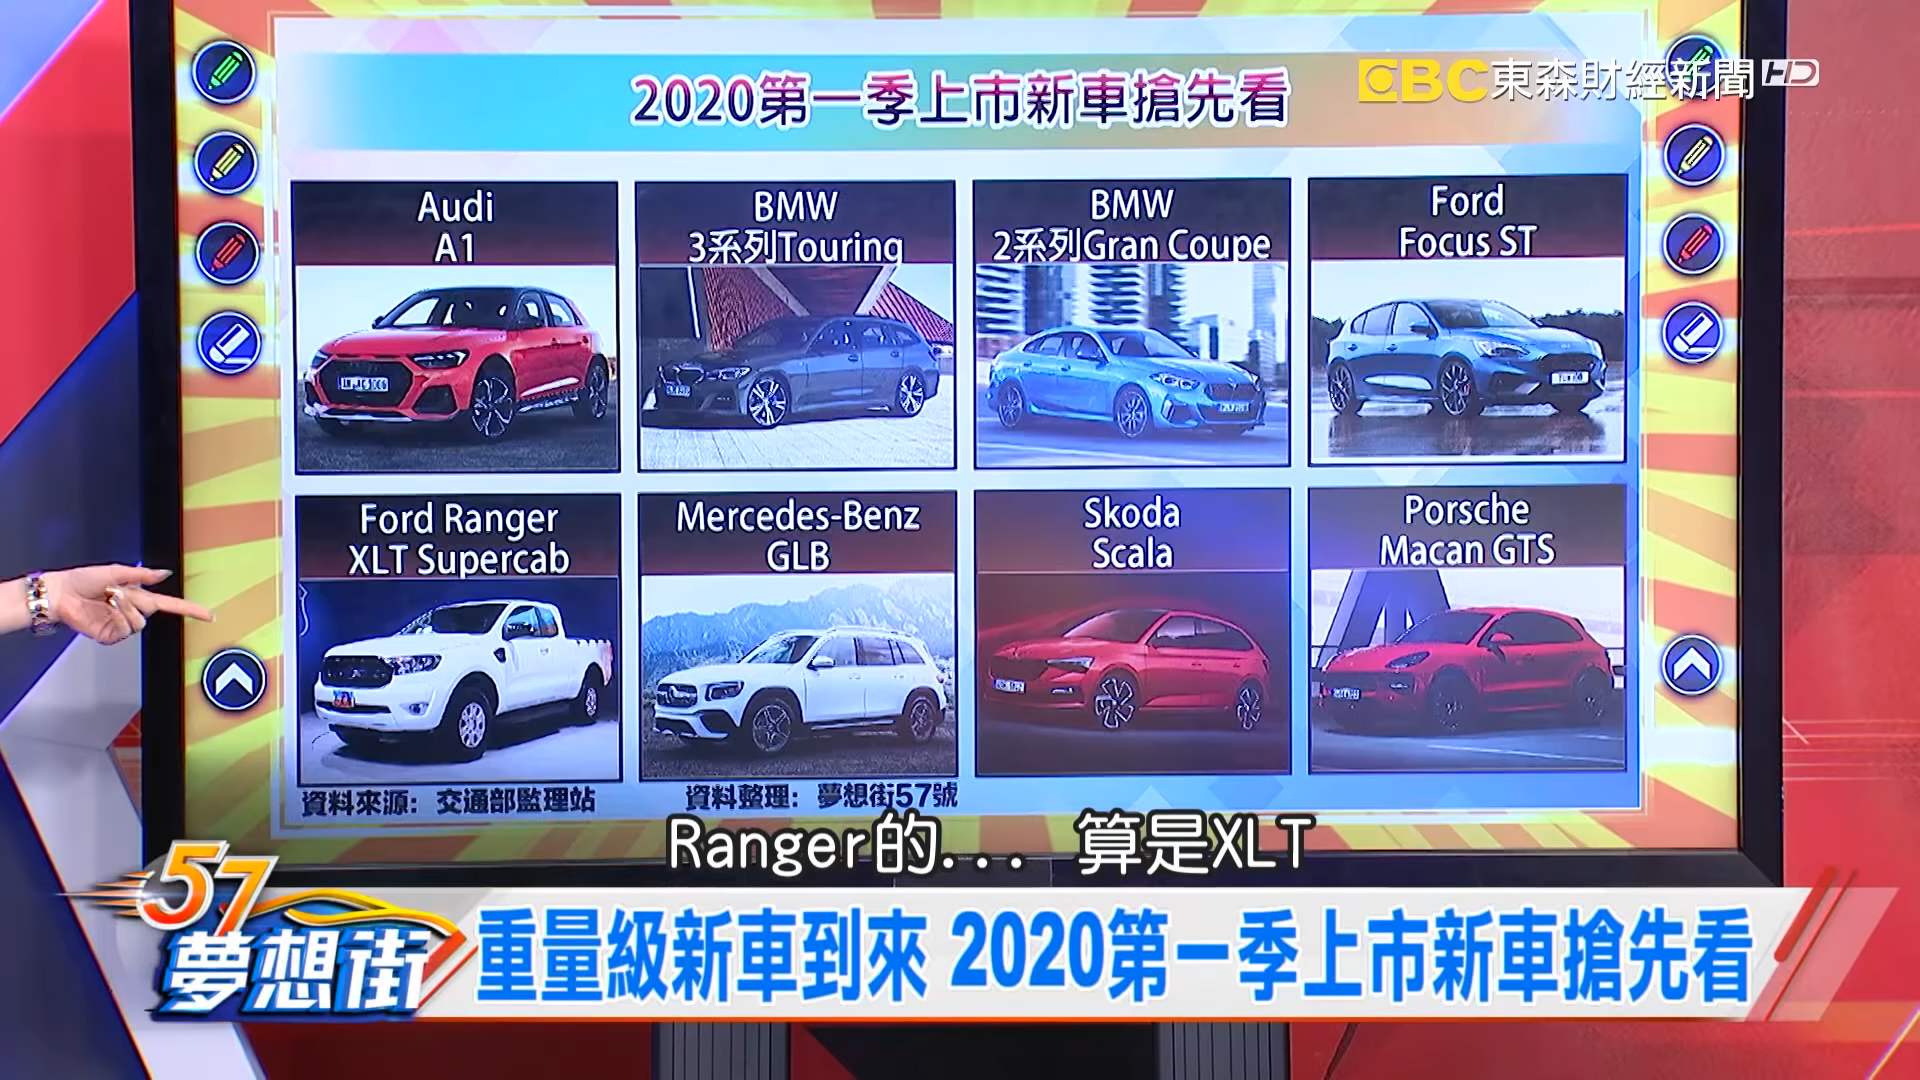 2020第一季上市新車搶先看
EBC東森財經新聞HD
Audi
A1
BMW
3系列Touring
BMW
2系列Gran Coupe
Ford
Focus ST
Ford Ranger
XLT Supercab
Mercedes-Benz
GLB
Skoda
Scala
Porsche
Macan GTS
資料來源: 交通部監理站
資料整理: 夢想街57號
Ranger的... 算是XLT
57
夢想街
重量級新車到來 2020第一季上市新車搶先看